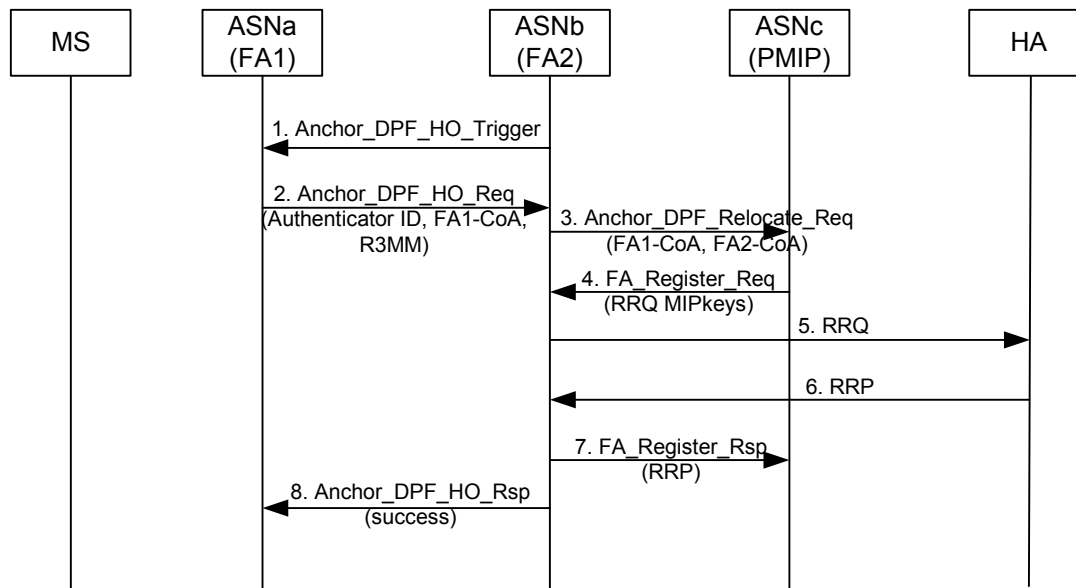 MS
ASNa
(FA1)
ASNb
(FA2)
ASNc
(PMIP)
HA
1. Anchor_DPF_HO_Trigger
2. Anchor_DPF_HO_Req
(Authenticator ID, FA1-CoA,
R3MM)
3. Anchor_DPF_Relocate_Req
(FA1-CoA, FA2-CoA)
4. FA_Register_Req
(RRQ MIPkeys)
5. RRQ
6. RRP
7. FA_Register_Rsp
(RRP)
8. Anchor_DPF_HO_Rsp
(success)